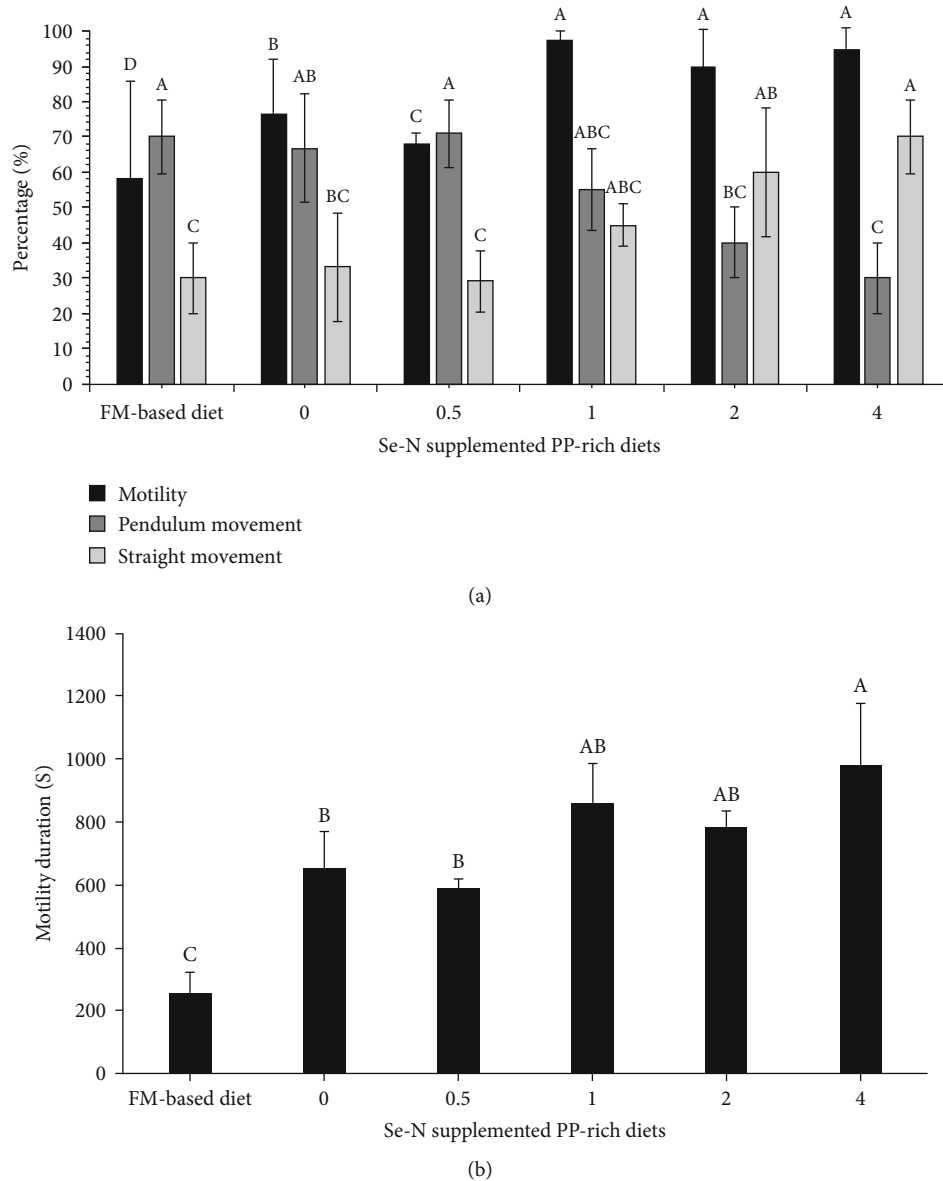 100
90
80
70
60
50
40
30
20
10
0
Percentage (%)
D
A
C
B
AB
BC
C
A
C
A
ABC
ABC
A
BC
AB
A
C
A
FM-based diet 0 0.5 1 2 4
Se-N supplemented PP-rich diets
Motility
Pendulum movement
Straight movement
(a)
1400
1200
1000
800
600
400
200
0
Motility duration (S)
C
B
B
AB
AB
A
FM-based diet 0 0.5 1 2 4
Se-N supplemented PP-rich diets
(b)